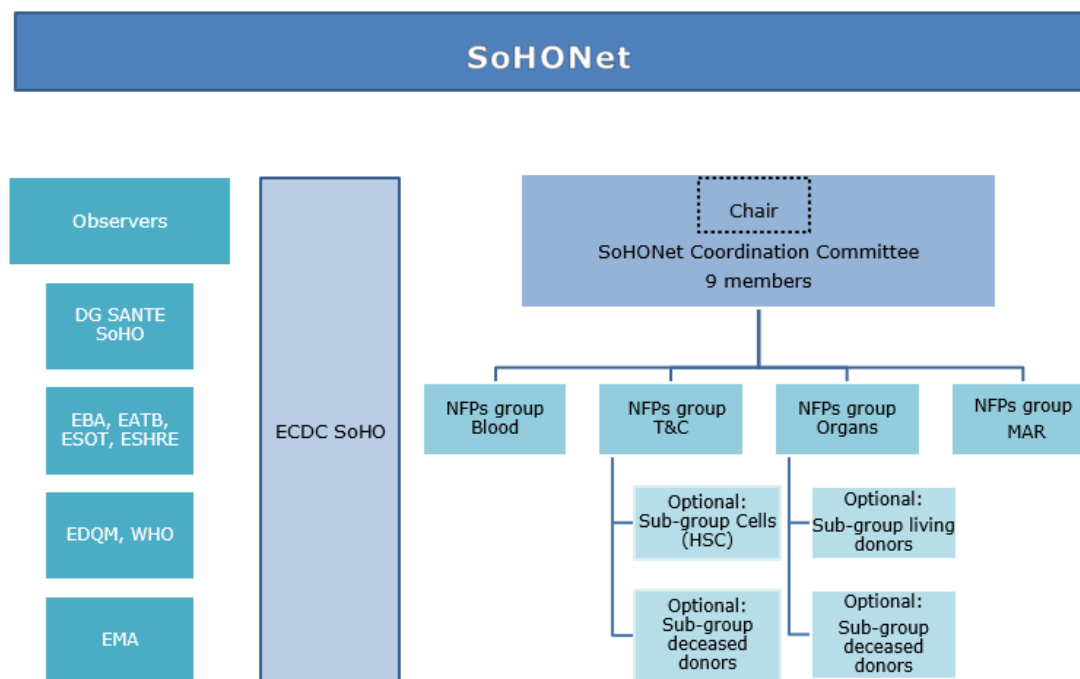 SoHONet
Observers
DG SANTE
SoHO
EBA, EATB,
ESOT, ESHRE
EDQM, WHO
EMA
ECDC SoHO
Chair
SoHONet Coordination Committee
9 members
NFPs group
Blood
NFPs group
T&C
Optional:
Sub-group Cells
(HSC)
Optional:
Sub-group
deceased
donors
NFPs group
Organs
Optional:
Sub-group living
donors
Optional:
Sub-group
deceased
donors
NFPs group
MAR